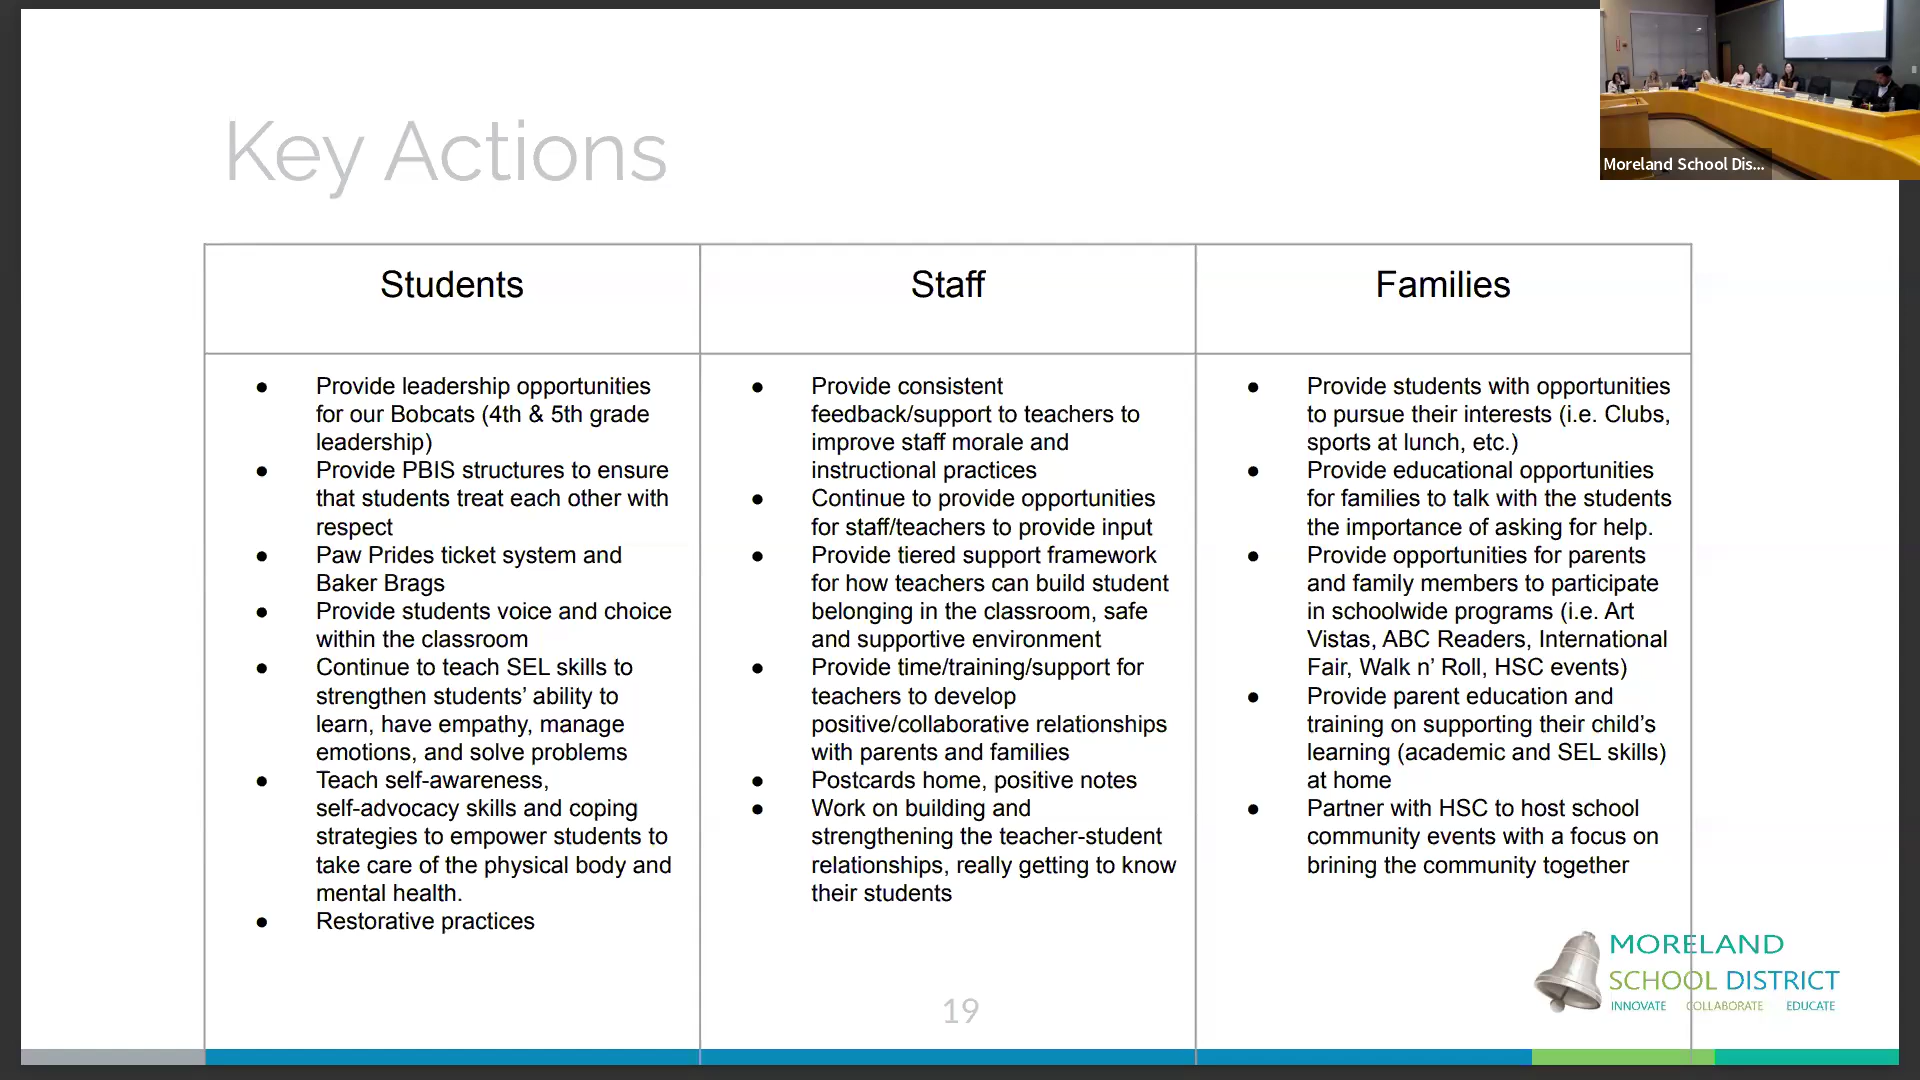 Moreland School Dis...
Key Actions
Students
Staff
Families
● Provide leadership opportunities
for our Bobcats (4th & 5th grade
leadership)
● Provide PBIS structures to ensure
that students treat each other with
respect
● Paw Prides ticket system and
Baker Brags
● Provide students voice and choice
within the classroom
● Continue to teach SEL skills to
strengthen students’ ability to
learn, have empathy, manage
emotions, and solve problems
● Teach self-awareness,
self-advocacy skills and coping
strategies to empower students to
take care of the physical body and
mental health.
● Restorative practices
● Provide consistent
feedback/support to teachers to
improve staff morale and
instructional practices
● Continue to provide opportunities
for staff/teachers to provide input
● Provide tiered support framework
for how teachers can build student
belonging in the classroom, safe
and supportive environment
● Provide time/training/support for
teachers to develop
positive/collaborative relationships
with parents and families
● Postcards home, positive notes
● Work on building and
strengthening the teacher-student
relationships, really getting to know
their students
● Provide students with opportunities
to pursue their interests (i.e. Clubs,
sports at lunch, etc.)
● Provide educational opportunities
for families to talk with the students
the importance of asking for help.
● Provide opportunities for parents
and family members to participate
in schoolwide programs (i.e. Art
Vistas, ABC Readers, International
Fair, Walk n’ Roll, HSC events)
● Provide parent education and
training on supporting their child’s
learning (academic and SEL skills)
at home
● Partner with HSC to host school
community events with a focus on
brining the community together
MORELAND
SCHOOL DISTRICT
INNOVATE COLLABORATE EDUCATE
19